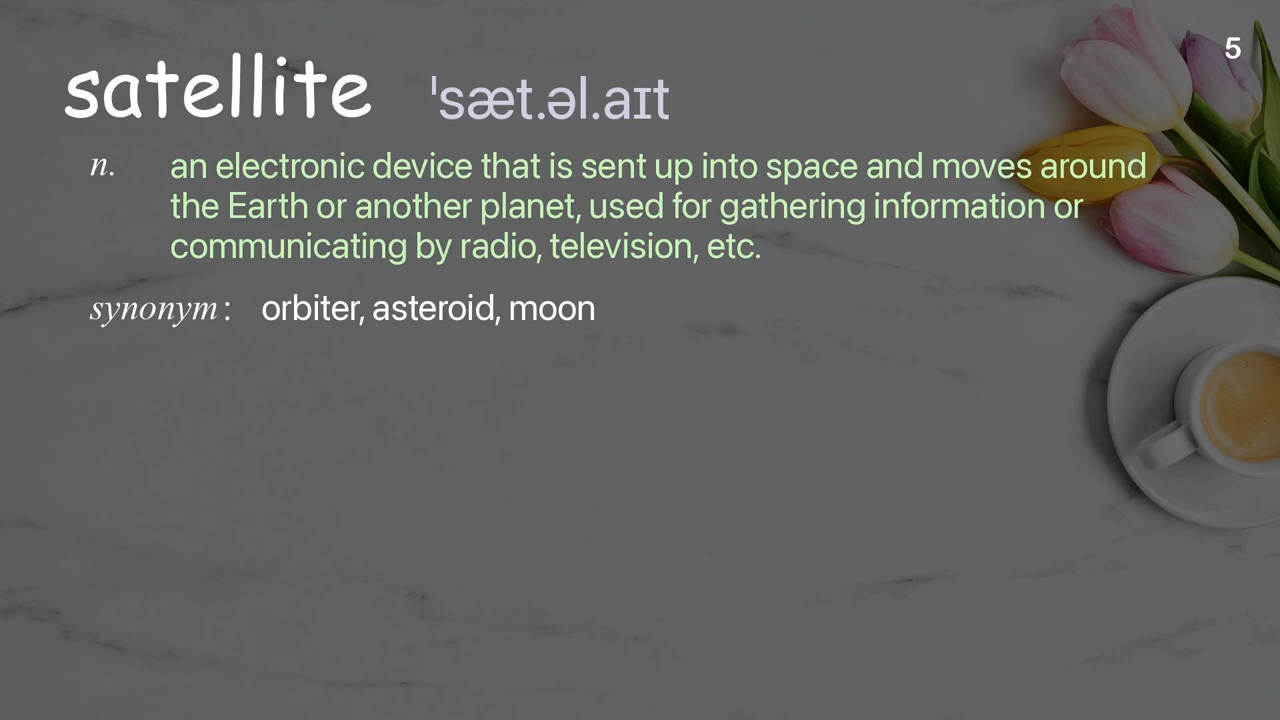 5
satellite ˈsæt.əl.aɪt
n. an electronic device that is sent up into space and moves around
the Earth or another planet, used for gathering information or
communicating by radio, television, etc.
synonym: orbiter, asteroid, moon